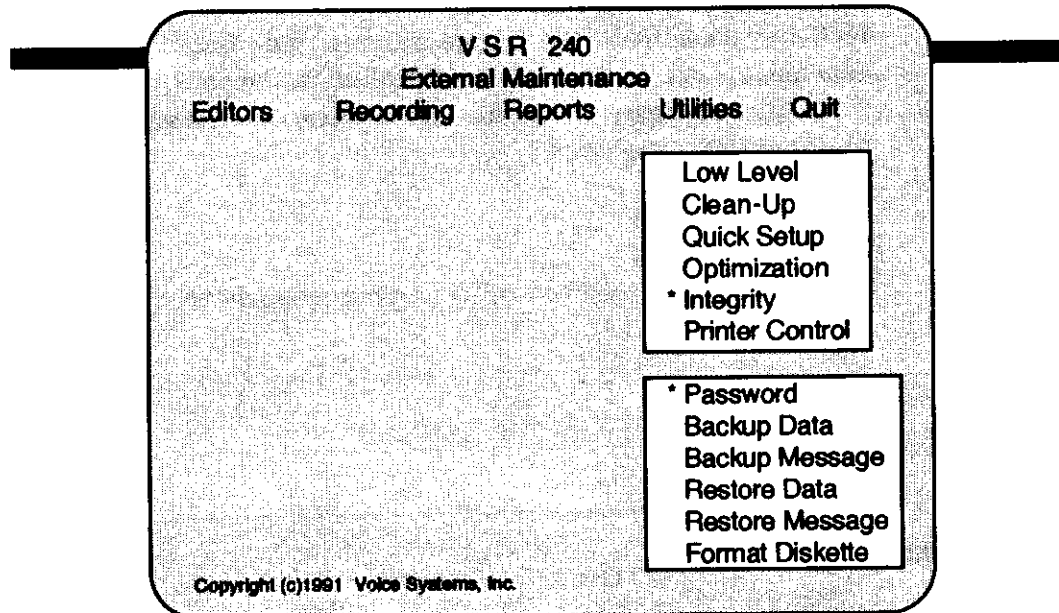 VSR 240
External Maintenance
Editors Recording Reports Utilities Quit
Low Level
Clean-Up
Quick Setup
Optimization
* Integrity
Printer Control
* Password
Backup Data
Backup Message
Restore Data
Restore Message
Format Diskette
Copyright (c)1991 Voice Systems, Inc.